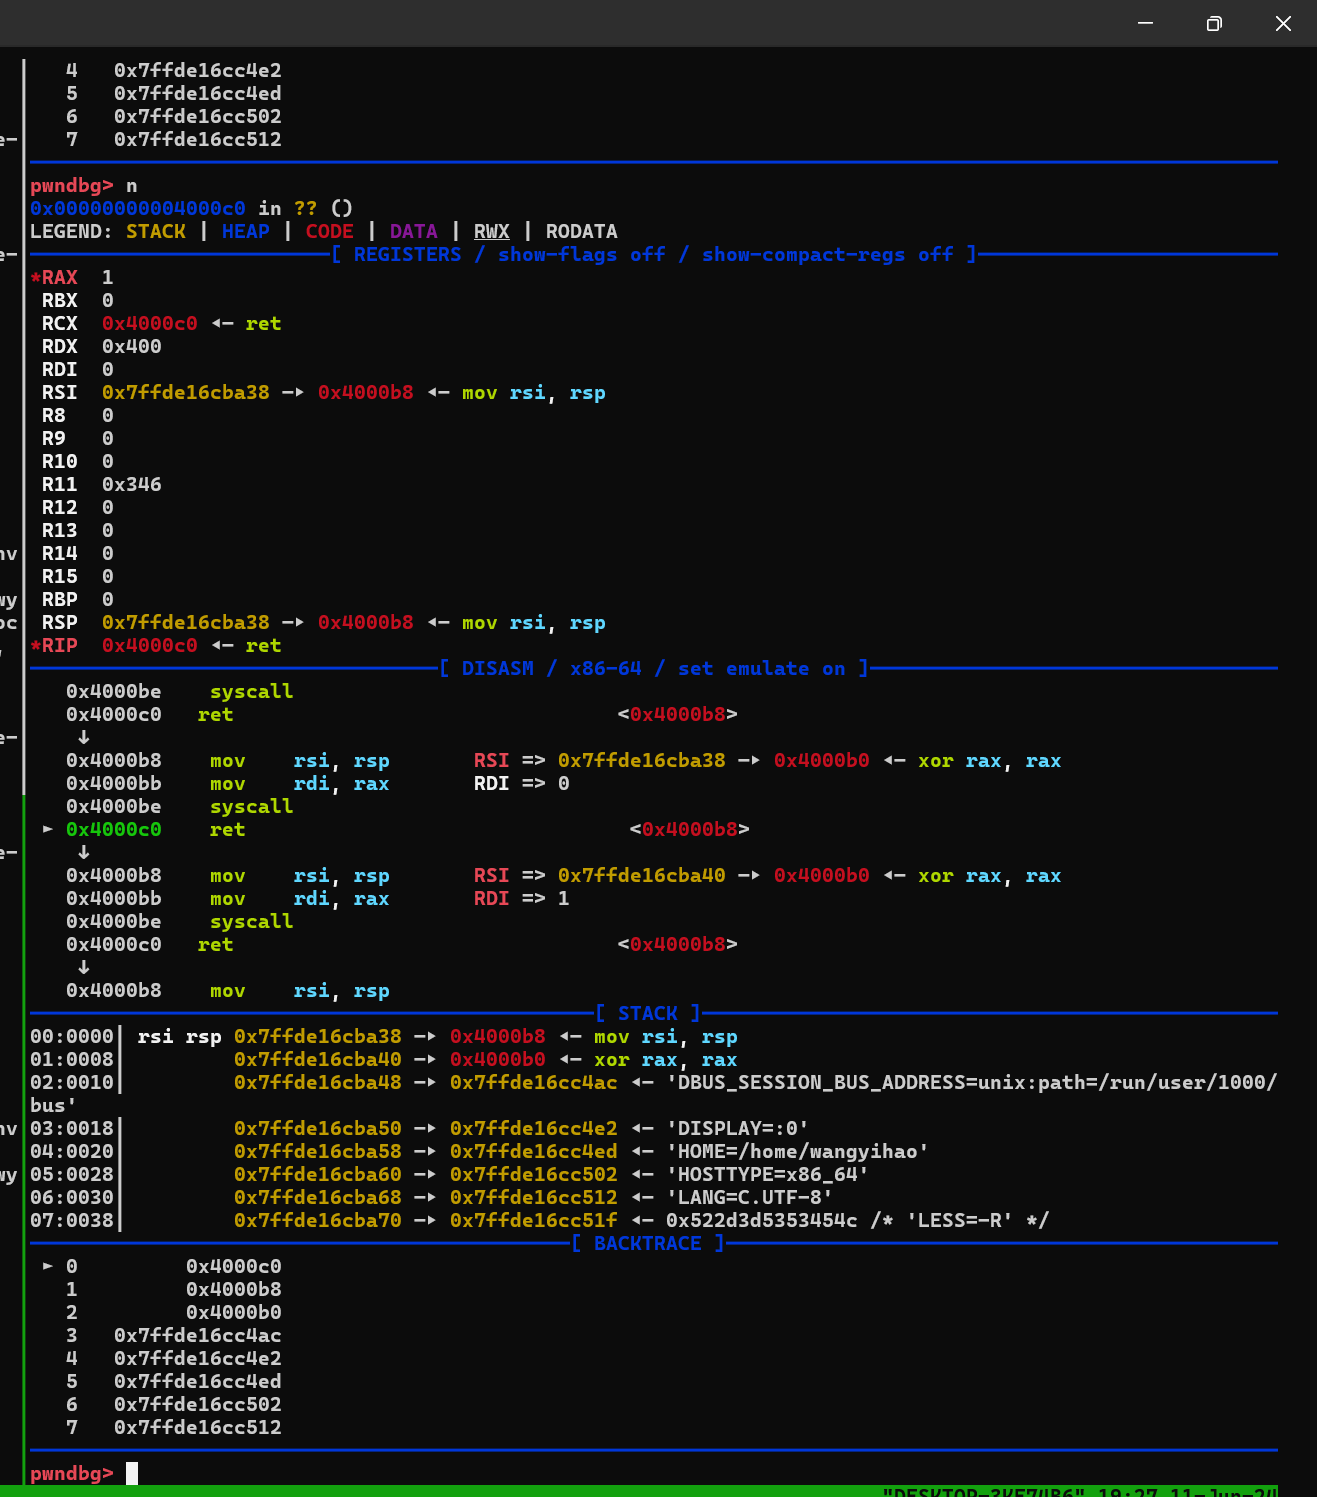 4   0x7ffde16cc4e2
5   0x7ffde16cc4ed
6   0x7ffde16cc502
7   0x7ffde16cc512
pwndbg> n
0x00000000004000c0 in ?? ()
LEGEND: STACK | HEAP | CODE | DATA | RWX | RODATA
[ REGISTERS / show-flags off / show-compact-regs off ]
*RAX  1
RBX  0
RCX  0x4000c0 ◂— ret
RDX  0x400
RDI  0
RSI  0x7ffde16cba38 —▸ 0x4000b8 ◂— mov rsi, rsp
R8   0
R9   0
R10  0
R11  0x346
R12  0
R13  0
R14  0
R15  0
RBP  0
RSP  0x7ffde16cba38 —▸ 0x4000b8 ◂— mov rsi, rsp
*RIP  0x4000c0 ◂— ret
[ DISASM / x86-64 / set emulate on ]
0x4000be    syscall
0x4000c0   ret                                <0x4000b8>
↓
0x4000b8    mov    rsi, rsp       RSI => 0x7ffde16cba38 —▸ 0x4000b0 ◂— xor rax, rax
0x4000bb    mov    rdi, rax       RDI => 0
0x4000be    syscall
► 0x4000c0    ret                                <0x4000b8>
↓
0x4000b8    mov    rsi, rsp       RSI => 0x7ffde16cba40 —▸ 0x4000b0 ◂— xor rax, rax
0x4000bb    mov    rdi, rax       RDI => 1
0x4000be    syscall
0x4000c0   ret                                <0x4000b8>
↓
0x4000b8    mov    rsi, rsp
[ STACK ]
00:0000│ rsi rsp 0x7ffde16cba38 —▸ 0x4000b8 ◂— mov rsi, rsp
01:0008│         0x7ffde16cba40 —▸ 0x4000b0 ◂— xor rax, rax
02:0010│         0x7ffde16cba48 —▸ 0x7ffde16cc4ac ◂— 'DBUS_SESSION_BUS_ADDRESS=unix:path=/run/user/1000/
bus'
03:0018│         0x7ffde16cba50 —▸ 0x7ffde16cc4e2 ◂— 'DISPLAY=:0'
04:0020│         0x7ffde16cba58 —▸ 0x7ffde16cc4ed ◂— 'HOME=/home/wangyihao'
05:0028│         0x7ffde16cba60 —▸ 0x7ffde16cc502 ◂— 'HOSTTYPE=x86_64'
06:0030│         0x7ffde16cba68 —▸ 0x7ffde16cc512 ◂— 'LANG=C.UTF-8'
07:0038│         0x7ffde16cba70 —▸ 0x7ffde16cc51f ◂— 0x522d3d5353454c /* 'LESS=-R' */
[ BACKTRACE ]
► 0         0x4000c0
1         0x4000b8
2         0x4000b0
3   0x7ffde16cc4ac
4   0x7ffde16cc4e2
5   0x7ffde16cc4ed
6   0x7ffde16cc502
7   0x7ffde16cc512
pwndbg>